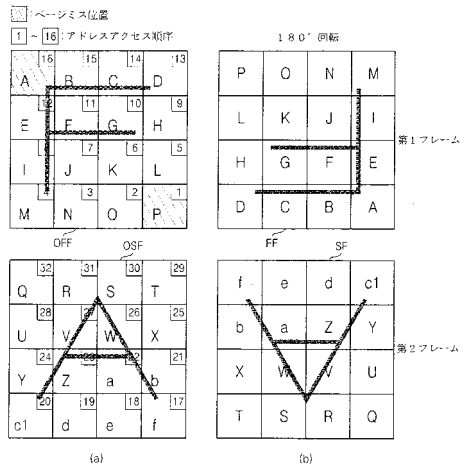 :ページミス位置
1 ~ 16 :アドレスアクセス順序
180°回転
16 15 14 13
A B C D
12 11 10 9
E F G H
7 6 5
I J K L
4 3 2 1
M N O P
OFF
P O N M
L K J I
H G F E
D C B A
第1フレーム
FF
OSF
32 31 30 29
Q R S T
28 27 26 25
U V W X
24 23 22 21
Y Z a b
20 19 18 17
c1 d e f
(a)
SF
f e d c1
b a Z Y
X W V U
T S R Q
第2フレーム
(b)